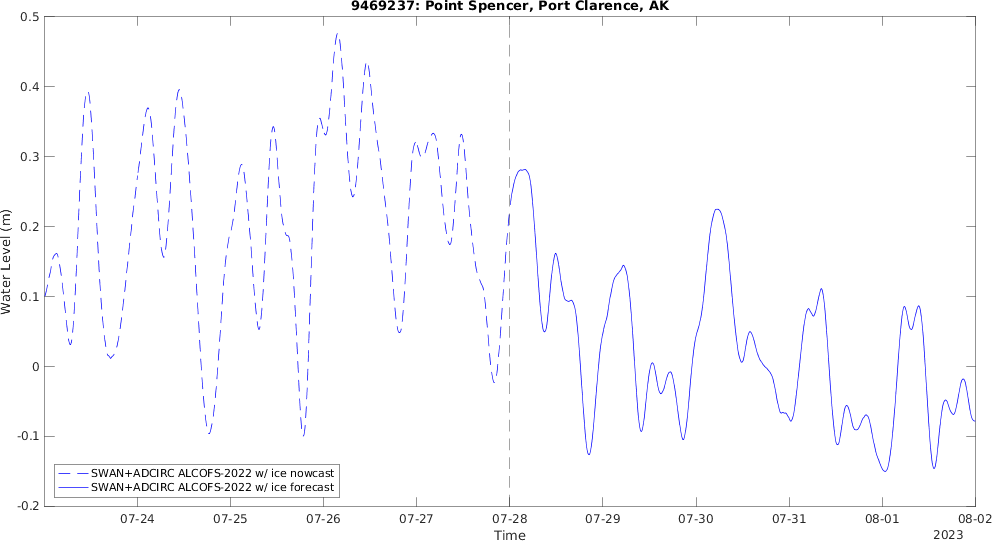 9469237: Point Spencer, Port Clarence, AK
0.5
0.4
0.3
0.2
0.1
0
-0.1
-0.2
Water Level (m)
SWAN+ADCIRC ALCOFS-2022 w/ ice nowcast
SWAN+ADCIRC ALCOFS-2022 w/ ice forecast
07-24 07-25 07-26 07-27 07-28 07-29 07-30 07-31 08-01 08-02
Time
2023